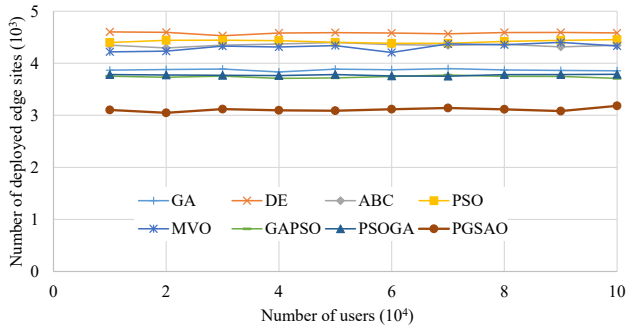 Number of deployed edge sites (10³)
5
4
3
2
1
0
GA DE ABC PSO
MVO GAPSO PSOGA PGSAO
0 2 4 6 8 10
Number of users (10⁴)